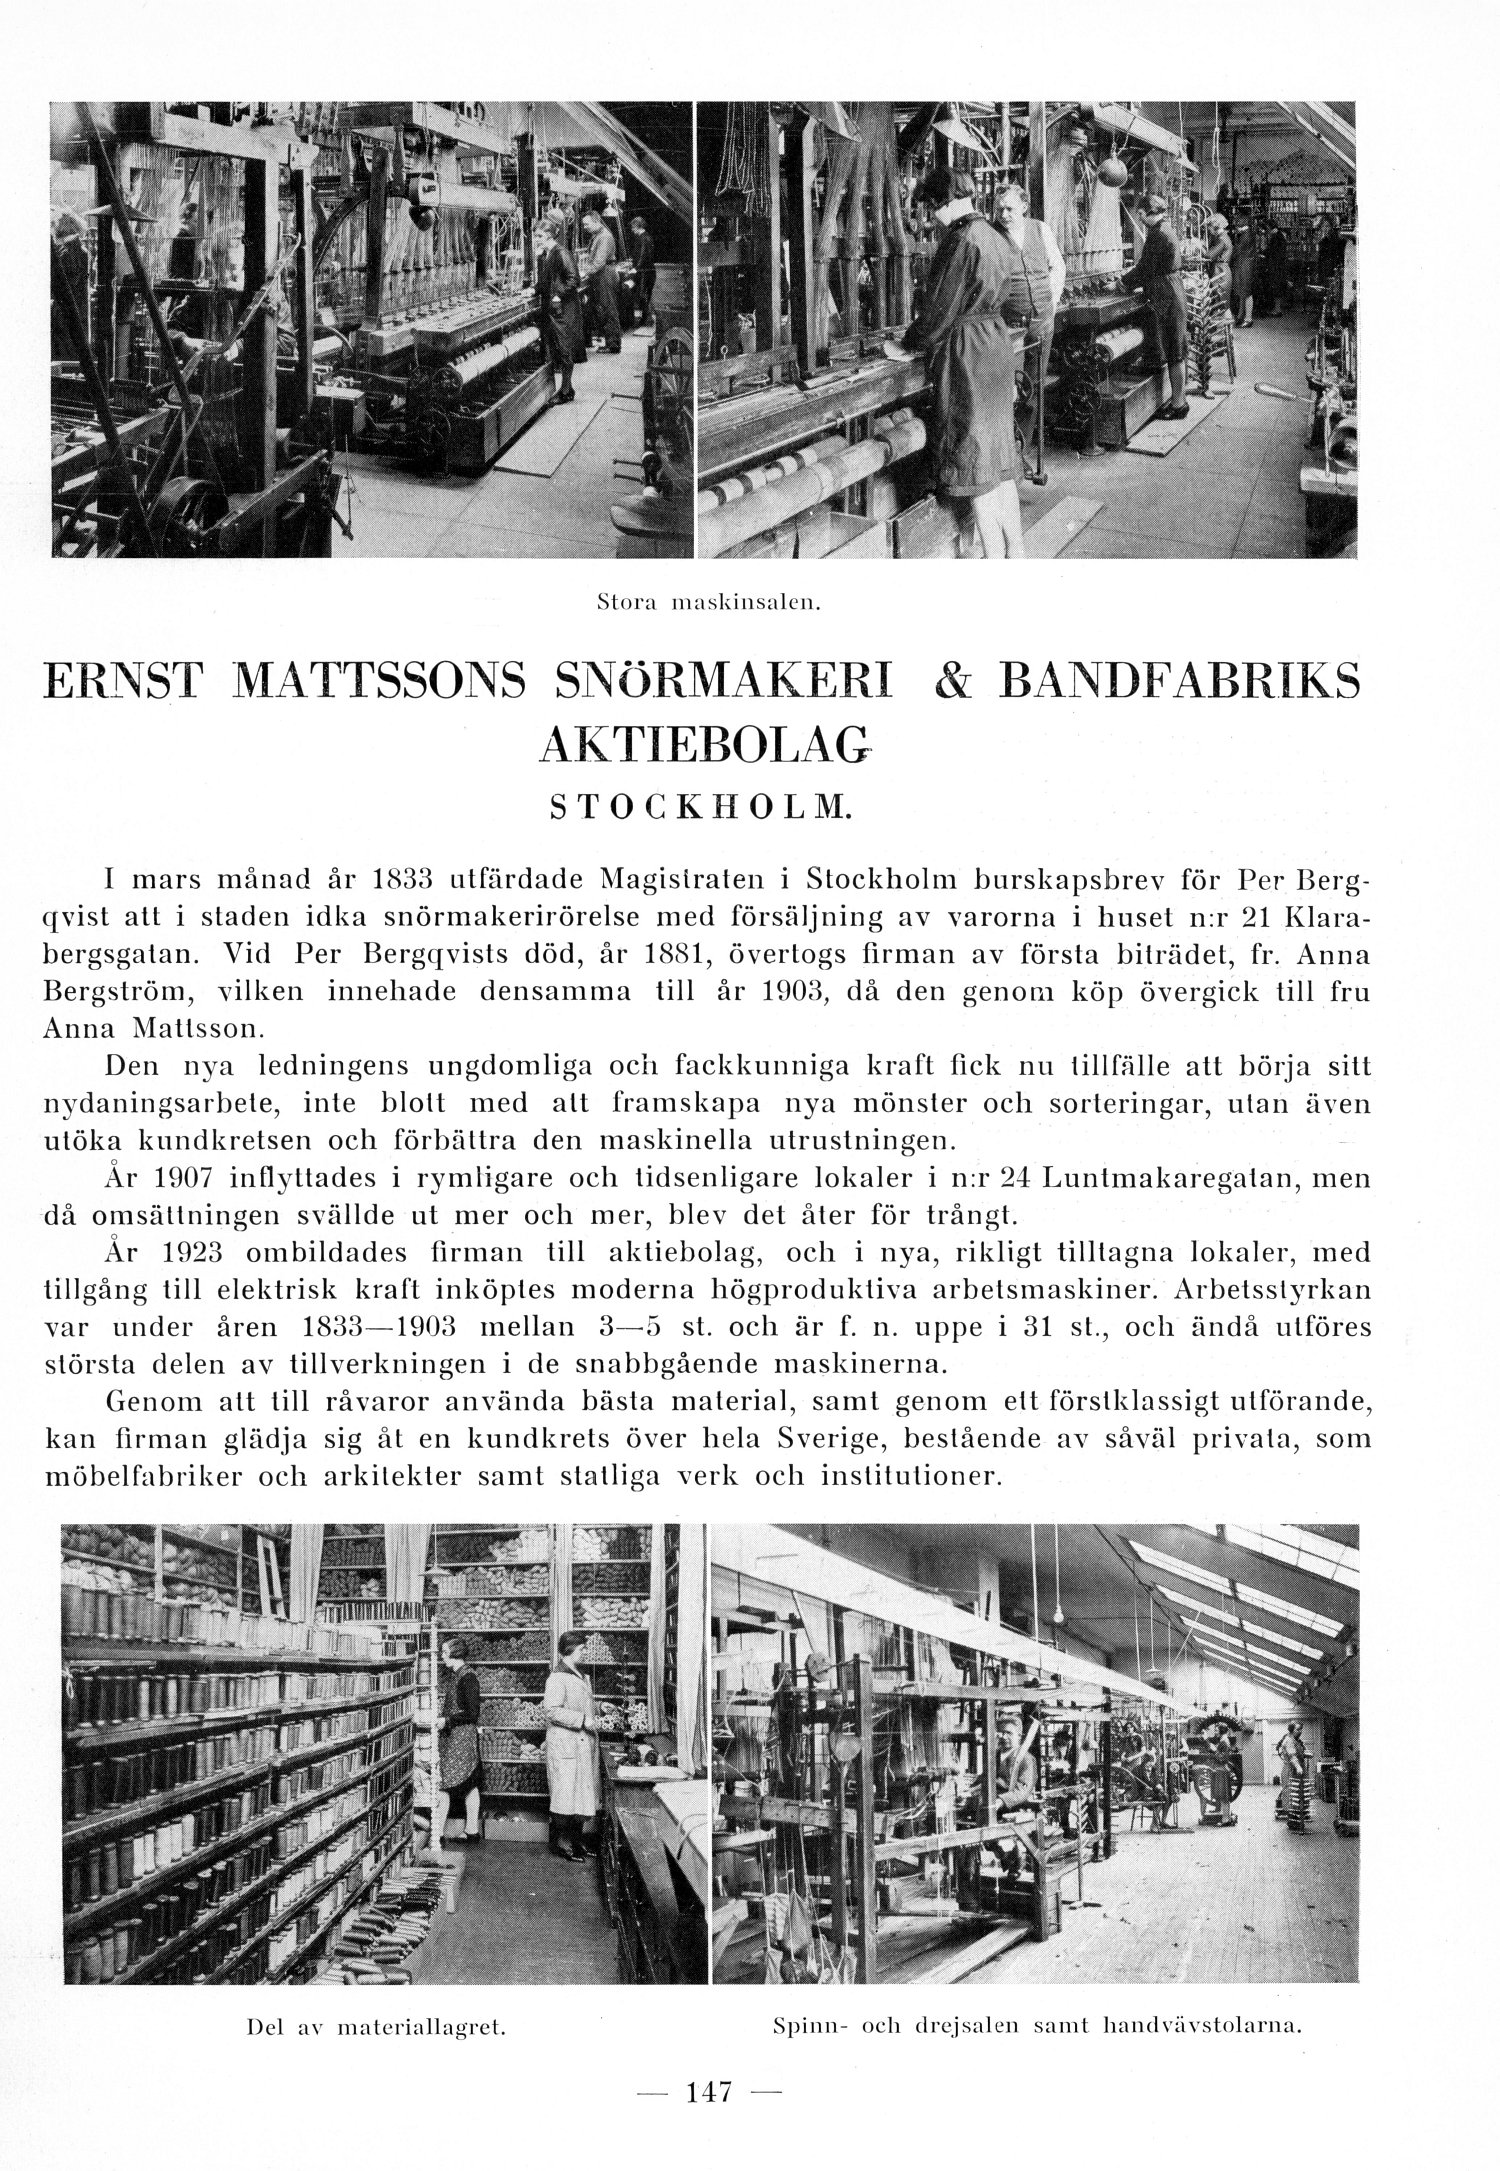 Stora maskinsalen.
ERNST MATTSSONS SNÖRMAKERI & BANDFABRIKS
AKTIEBOLAG
STOCKHOLM.
I mars månad år 1833 utfärdade Magistraten i Stockholm burskapsbrev för Per Berg-
qvist att i staden idka snörmakerirörelse med försäljning av varorna i huset n:r 21 Klara-
bergsgatan. Vid Per Bergqvists död, år 1881, övertogs firman av första biträdet, fr. Anna
Bergström, vilken innehade densamma till år 1903, då den genom köp övergick till fru
Anna Mattsson.
Den nya ledningens ungdomliga och fackkunniga kraft fick nu tillfälle att börja sitt
nydaningsarbete, inte blott med att framskapa nya mönster och sorteringar, utan även
utöka kundkretsen och förbättra den maskinella utrustningen.
År 1907 inflyttades i rymligare och tidsenligare lokaler i n:r 24 Luntmakaregatan, men
då omsättningen svällde ut mer och mer, blev det åter för trångt.
År 1923 ombildades firman till aktiebolag, och i nya, rikligt tilltagna lokaler, med
tillgång till elektrisk kraft inköptes moderna högproduktiva arbetsmaskiner. Arbetsstyrkan
var under åren 1833—1903 mellan 3—5 st. och är f. n. uppe i 31 st., och ändå utföres
största delen av tillverkningen i de snabbgående maskinerna.
Genom att till råvaror använda bästa material, samt genom ett förstklassigt utförande,
kan firman glädja sig åt en kundkrets över hela Sverige, bestående av såväl privata, som
möbelfabriker och arkitekter samt statliga verk och institutioner.
Del av materiallagret.
Spinn- och drejsalen samt handvävstolarna.
— 147 —